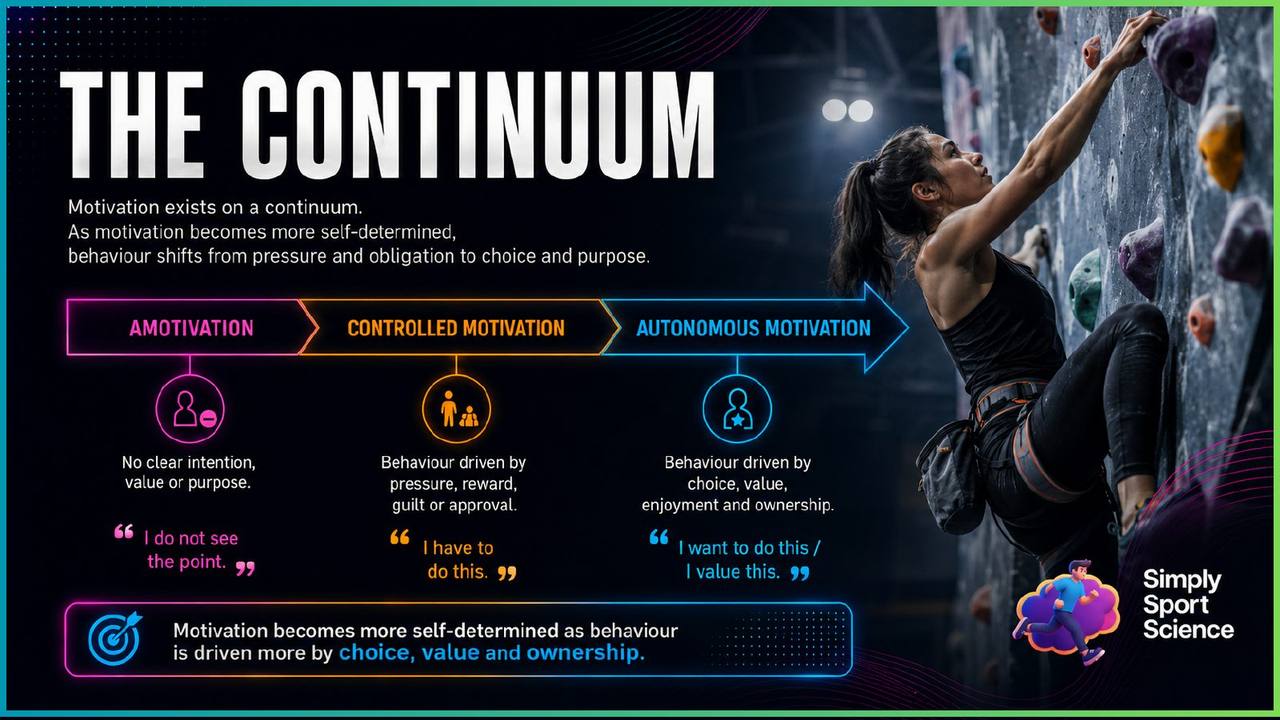 THE CONTINUUM
Motivation exists on a continuum.
As motivation becomes more self-determined,
behaviour shifts from pressure and obligation to choice and purpose.
AMOTIVATION
CONTROLLED MOTIVATION
AUTONOMOUS MOTIVATION
No clear intention,
value or purpose.
“ I do not see
the point. ”
Behaviour driven by
pressure, reward,
guilt or approval.
“ I have to
do this. ”
Behaviour driven by
choice, value,
enjoyment and ownership.
“ I want to do this /
I value this. ”
Motivation becomes more self-determined as behaviour
is driven more by choice, value and ownership.
Simply
Sport
Science